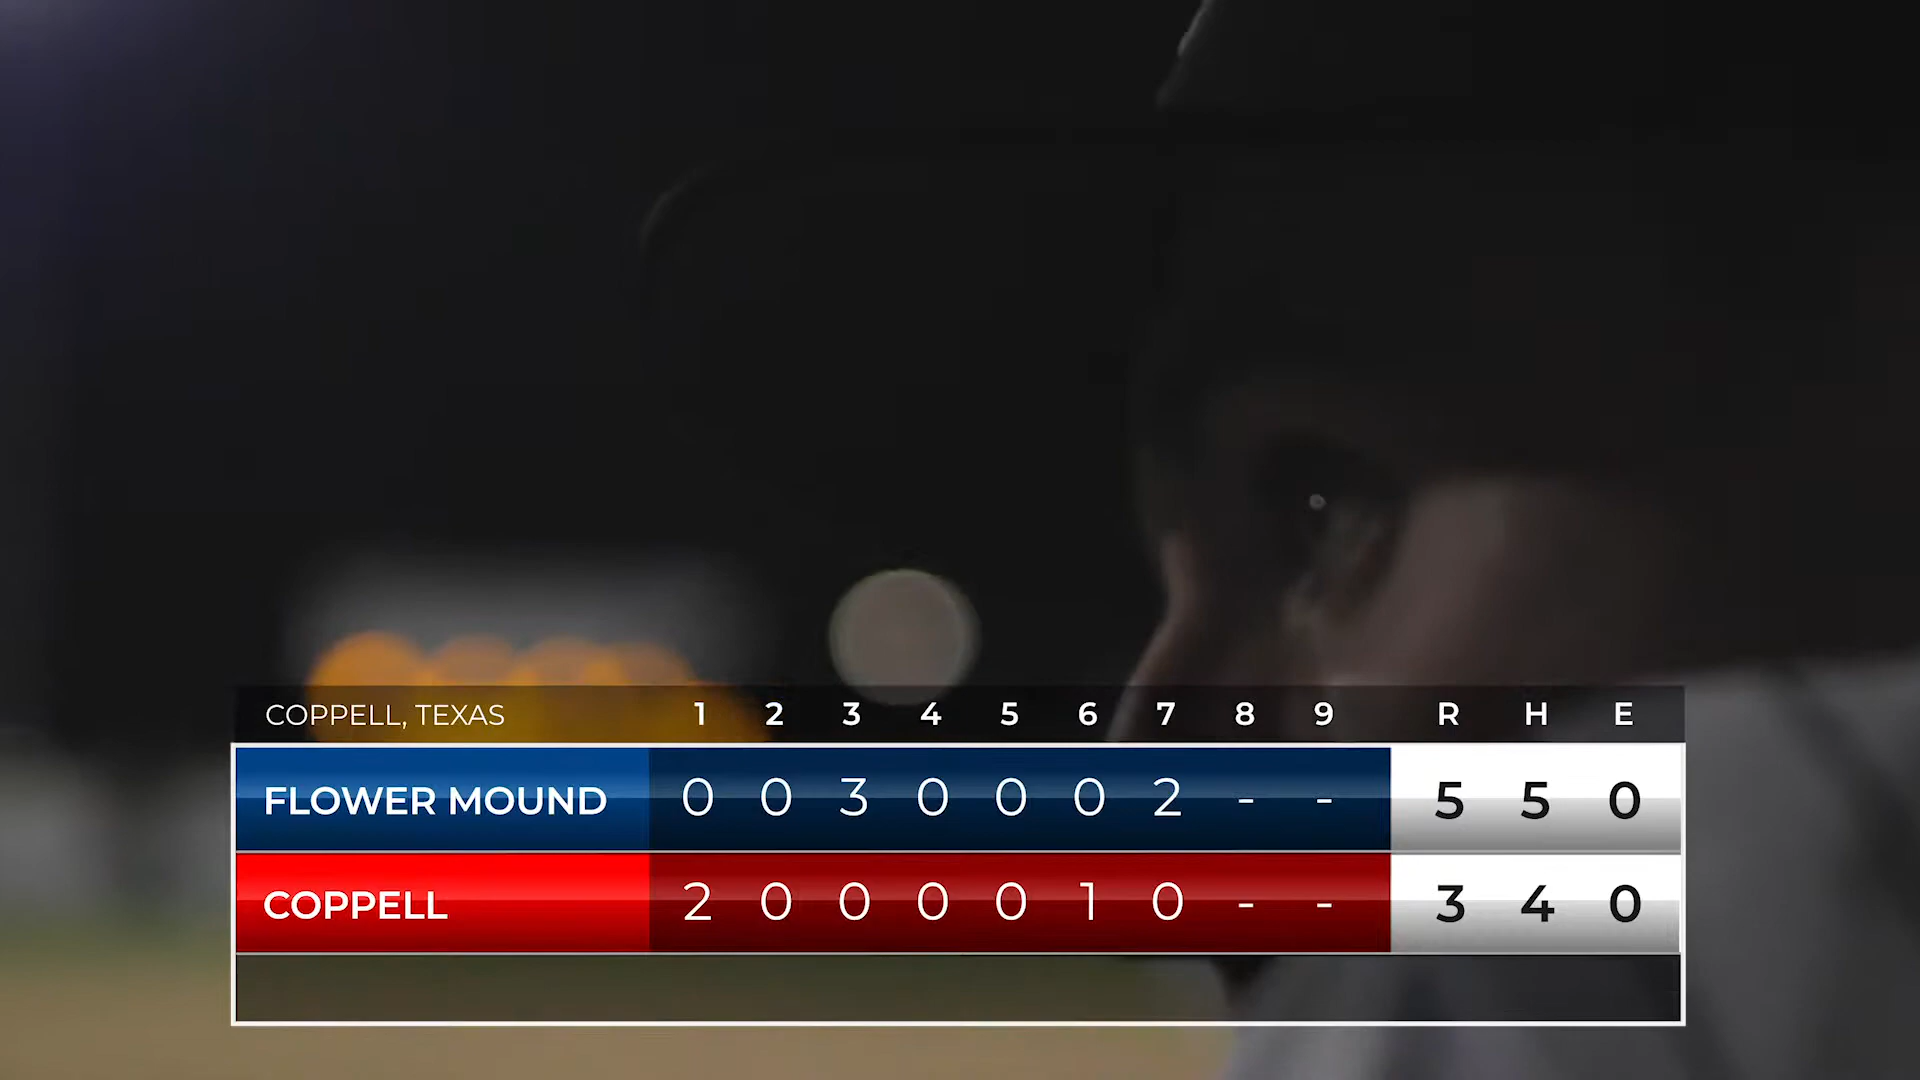 COPPELL, TEXAS 1 2 3 4 5 6 7 8 9 R H E
FLOWER MOUND 0 0 3 0 0 0 2 - - 5 5 0
COPPELL 2 0 0 0 0 1 0 - - 3 4 0